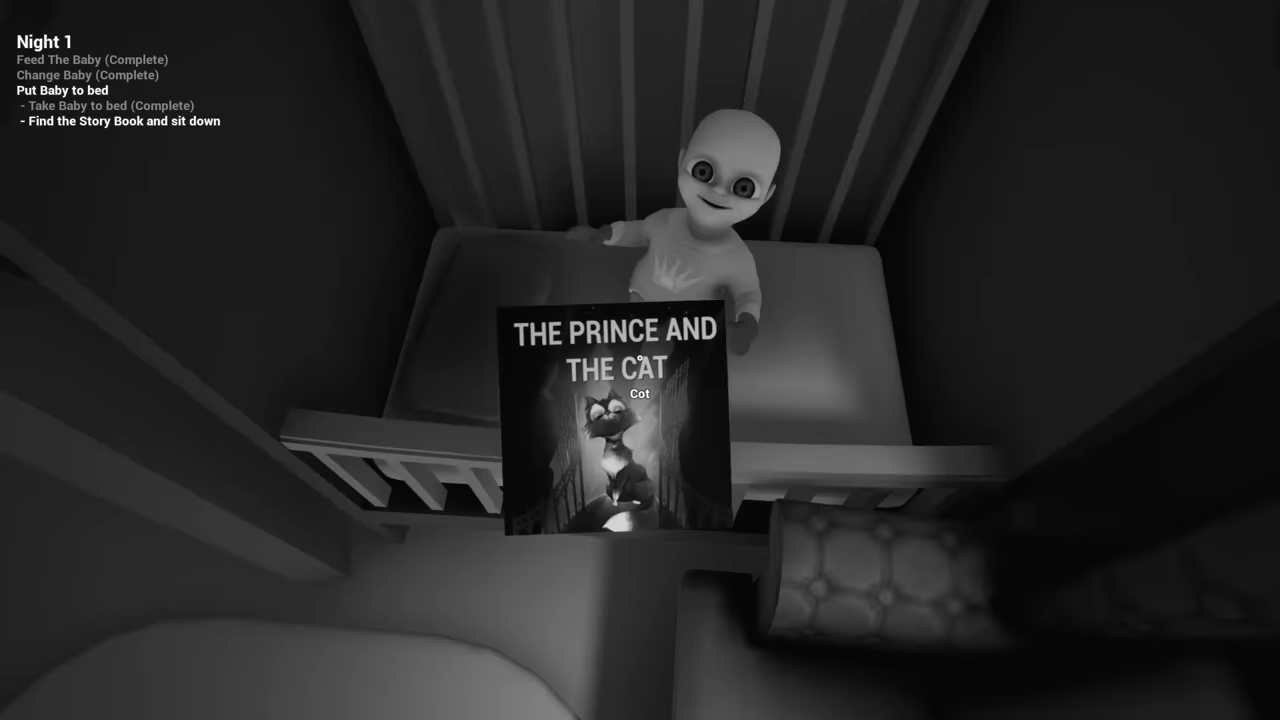 Night 1
Feed The Baby (Complete)
Change Baby (Complete)
Put Baby to bed
- Take Baby to bed (Complete)
- Find the Story Book and sit down
THE PRINCE AND
THE CAT
Cot